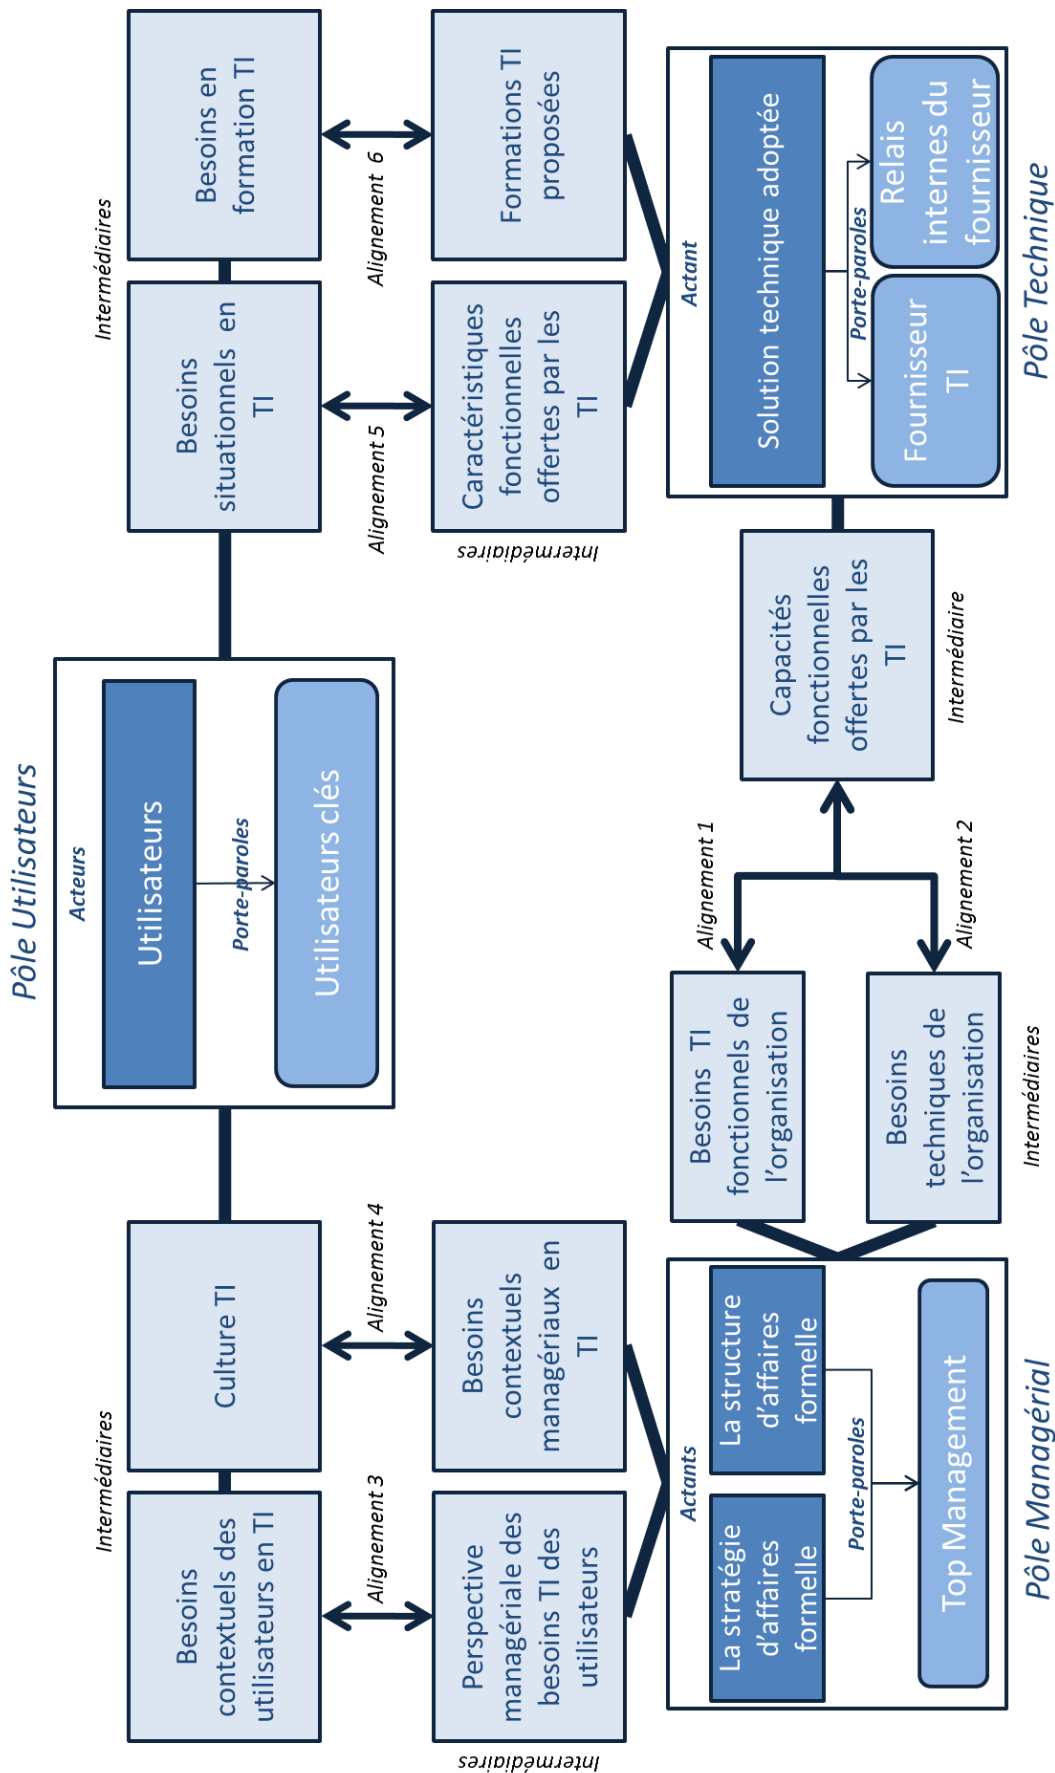 Pôle Utilisateurs
Acteurs
Utilisateurs
Porte-paroles
Utilisateurs clés
Intermédiaires
Besoins
contextuels des
utilisateurs en TI
Culture TI
Intermédiaires
Besoins
situationnels en
TI
Besoins en
formation TI
Alignement 3
Alignement 4
Alignement 5
Alignement 6
Intermédiaires
Perspective
managériale des
besoins TI des
utilisateurs
Besoins
contextuels
managériaux en
TI
Intermédiaires
Caractéristiques
fonctionnelles
offertes par les
TI
Formations TI
proposées
Actants
La stratégie
d'affaires
formelle
La structure
d'affaires
formelle
Porte-paroles
Top Management
Pôle Managérial
Besoins TI
fonctionnels de
l'organisation
Besoins
techniques de
l'organisation
Intermédiaires
Alignement 1
Alignement 2
Capacités
fonctionnelles
offertes par les
TI
Intermédiaire
Actant
Solution technique adoptée
Porte-paroles
Fournisseur
TI
Relais
internes du
fournisseur
Pôle Technique